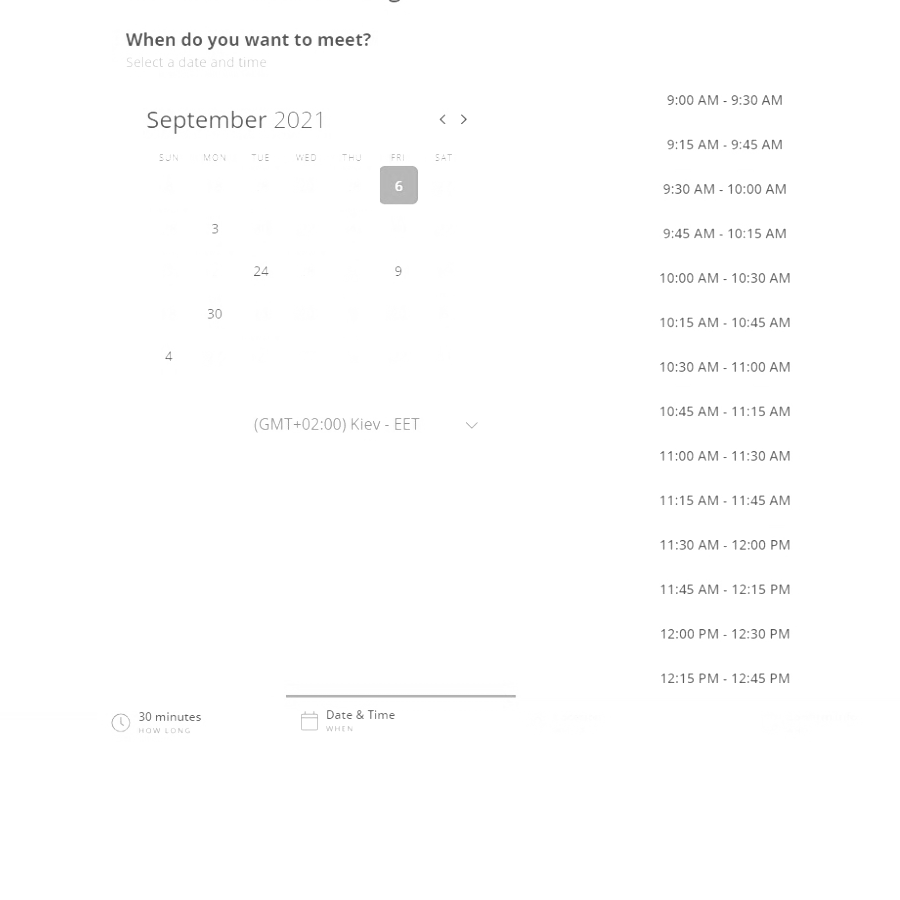 When do you want to meet?
Select a date and time
September 2021
SUN MON TUE WED THU FRI SAT
6
3
24 9
30
4
(GMT+02:00) Kiev - EET
9:00 AM - 9:30 AM
9:15 AM - 9:45 AM
9:30 AM - 10:00 AM
9:45 AM - 10:15 AM
10:00 AM - 10:30 AM
10:15 AM - 10:45 AM
10:30 AM - 11:00 AM
10:45 AM - 11:15 AM
11:00 AM - 11:30 AM
11:15 AM - 11:45 AM
11:30 AM - 12:00 PM
11:45 AM - 12:15 PM
12:00 PM - 12:30 PM
12:15 PM - 12:45 PM
30 minutes
HOW LONG
Date & Time
WHEN